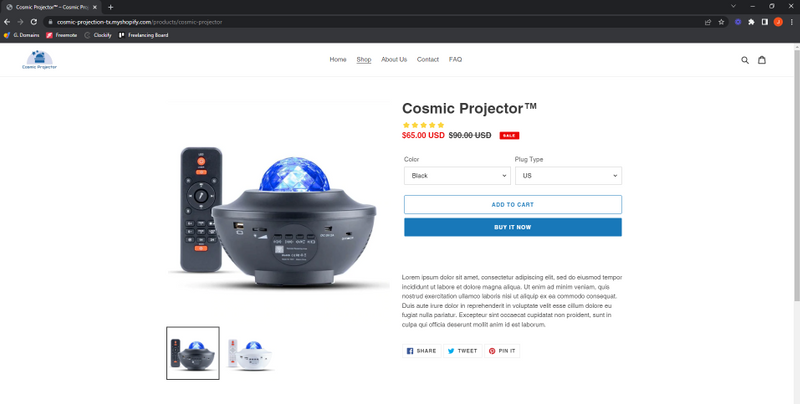 Cosmic Projector™ – Cosmic Proj
cosmic-projection-tx.myshopify.com/products/cosmic-projector
G. Domains
Freemote
Clockify
Freelancing Board
J
Cosmic Projector
Home
Shop
About Us
Contact
FAQ
Cosmic Projector™
$65.00 USD $90.00 USD SALE
Color
Plug Type
Black
US
ADD TO CART
BUY IT NOW
Lorem ipsum dolor sit amet, consectetur adipiscing elit, sed do eiusmod tempor
incididunt ut labore et dolore magna aliqua. Ut enim ad minim veniam, quis
nostrud exercitation ullamco laboris nisi ut aliquip ex ea commodo consequat.
Duis aute irure dolor in reprehenderit in voluptate velit esse cillum dolore eu
fugiat nulla pariatur. Excepteur sint occaecat cupidatat non proident, sunt in
culpa qui officia deserunt mollit anim id est laborum.
SHARE
TWEET
PIN IT